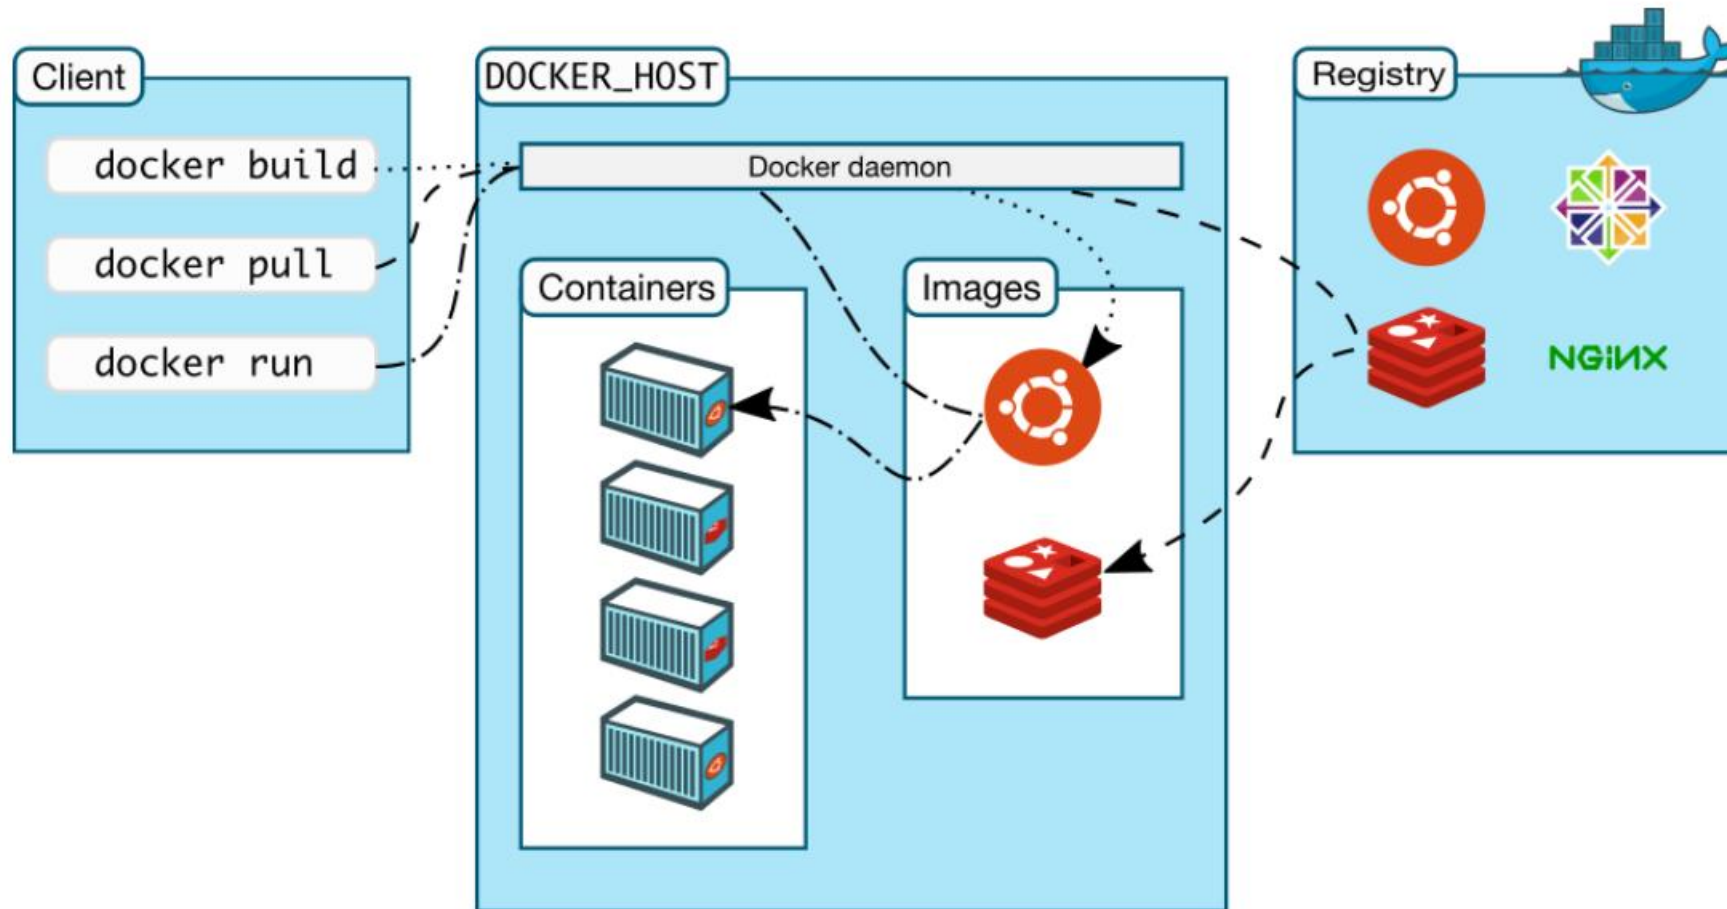 Client
docker build
docker pull
docker run
DOCKER_HOST
Docker daemon
Containers
Images
Registry
NGINX